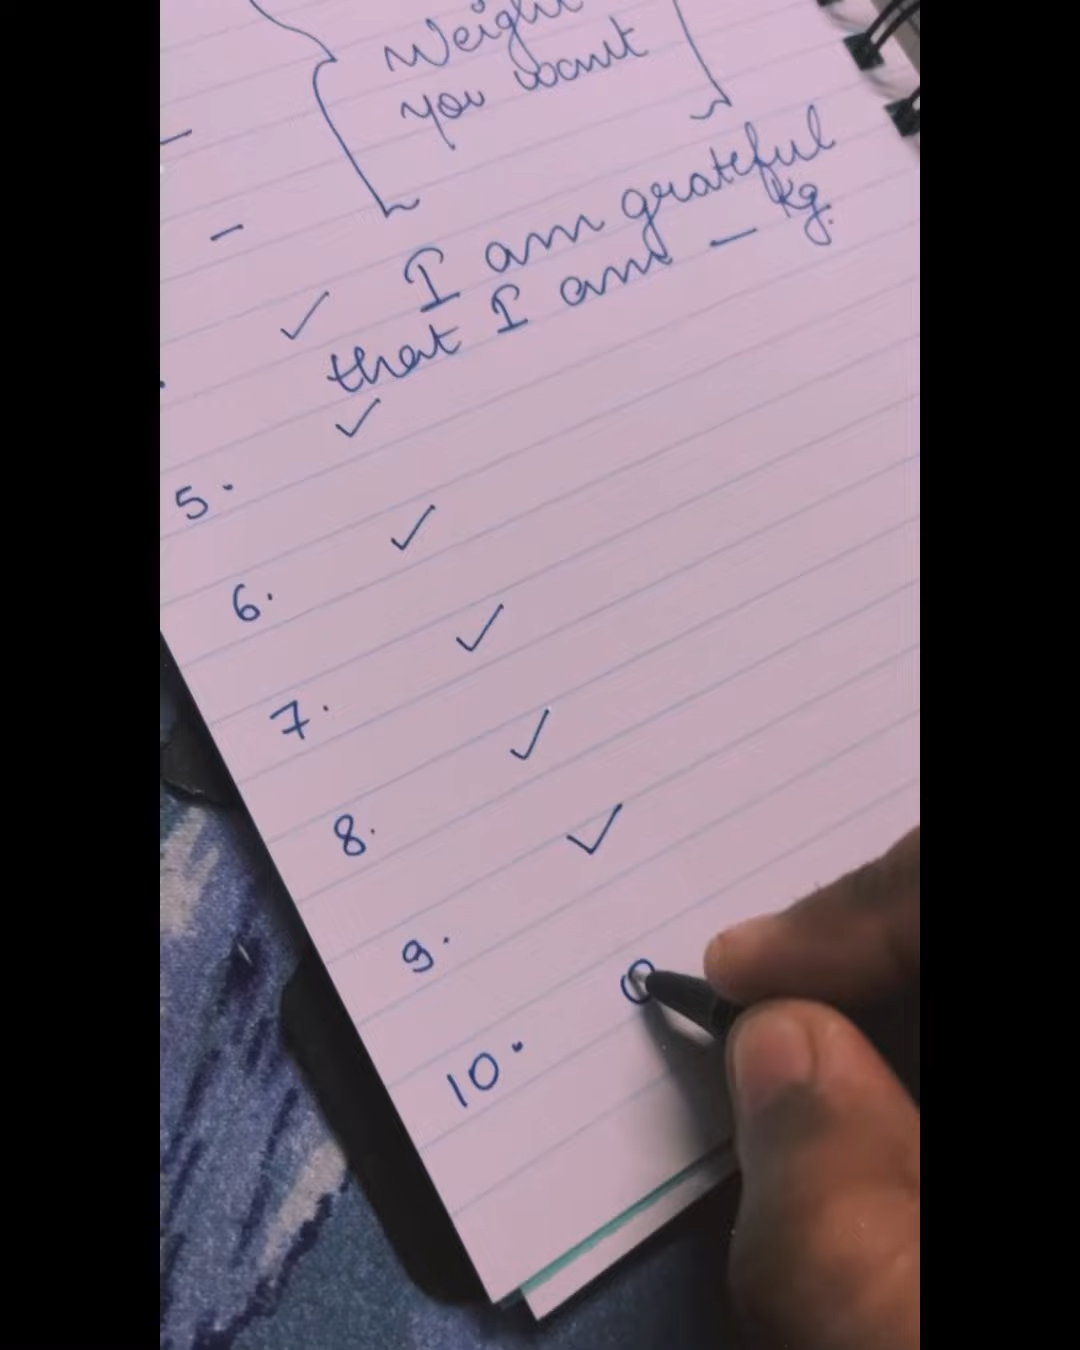 Weight
you want
I am grateful
that I am — kg.
5.
6.
7.
8.
9.
10.